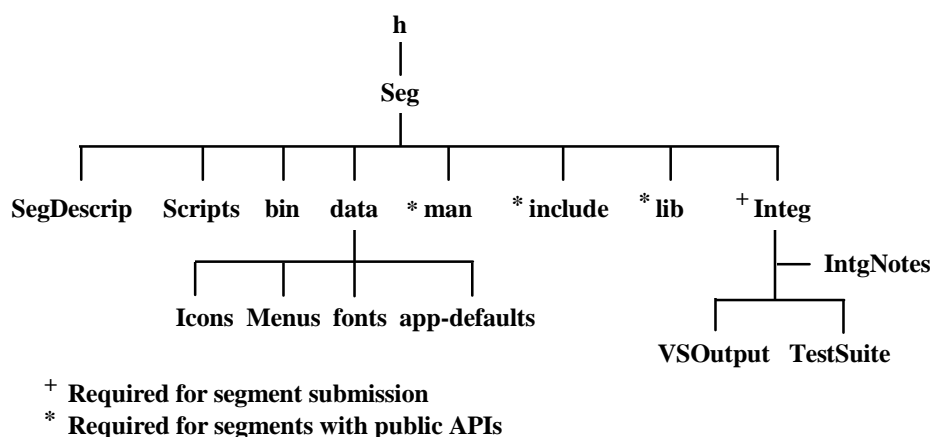 h
Seg
SegDescrip Scripts bin data * man * include * lib + Integ
IntgNotes
Icons Menus fonts app-defaults
VSOutput TestSuite
+ Required for segment submission
* Required for segments with public APIs